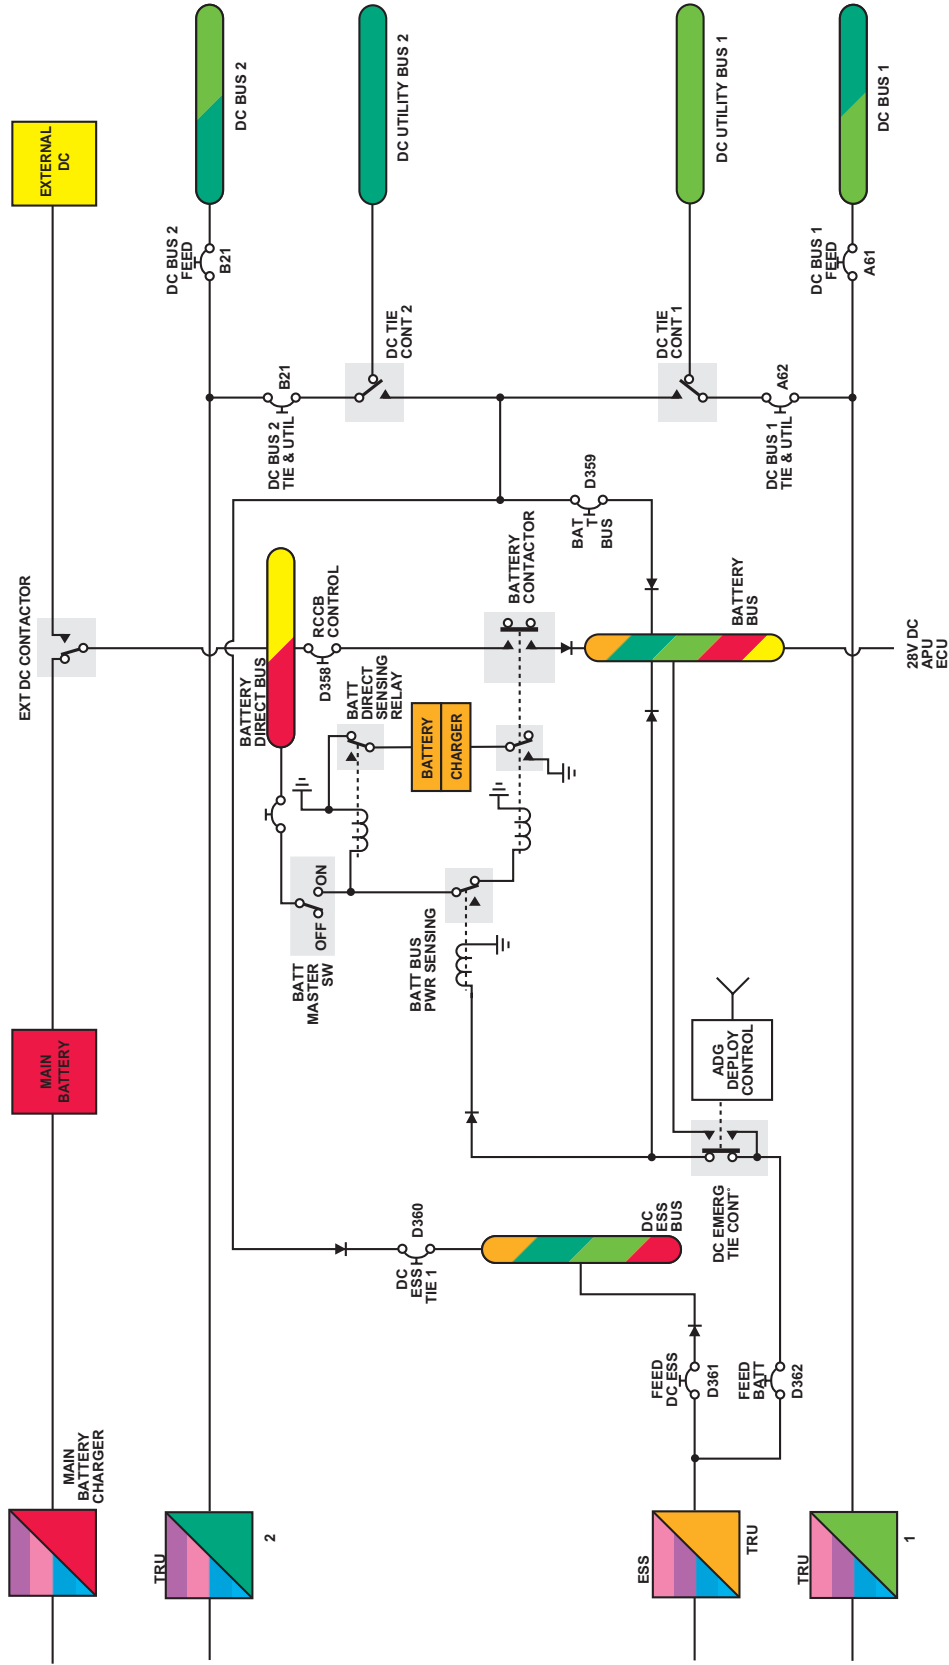 MAIN
BATTERY
CHARGER
MAIN
BATTERY
EXT DC CONTACTOR
EXTERNAL
DC
TRU
2
DC BUS 2
FEED
B21
DC BUS 2
DC BUS 2
TIE & UTIL
B21
DC TIE
CONT 2
DC UTILITY BUS 2
BATTERY
DIRECT BUS
D358
RCCB
CONTROL
BATT
MASTER
SW
OFF
ON
BATT
DIRECT
SENSING
RELAY
BATTERY
CHARGER
BATT BUS
PWR SENSING
BATTERY
CONTACTOR
BAT T
BUS
D359
DC
ESS
TIE 1
D360
DC
ESS
BUS
BATTERY
BUS
DC TIE
CONT 1
DC UTILITY BUS 1
ADG
DEPLOY
CONTROL
DC EMERG
TIE CONT°
ESS
TRU
FEED
DC ESS
D361
FEED
BATT
D362
DC BUS 1
TIE & UTIL
A62
TRU
1
DC BUS 1
FEED
A61
DC BUS 1
28V DC
APU
ECU